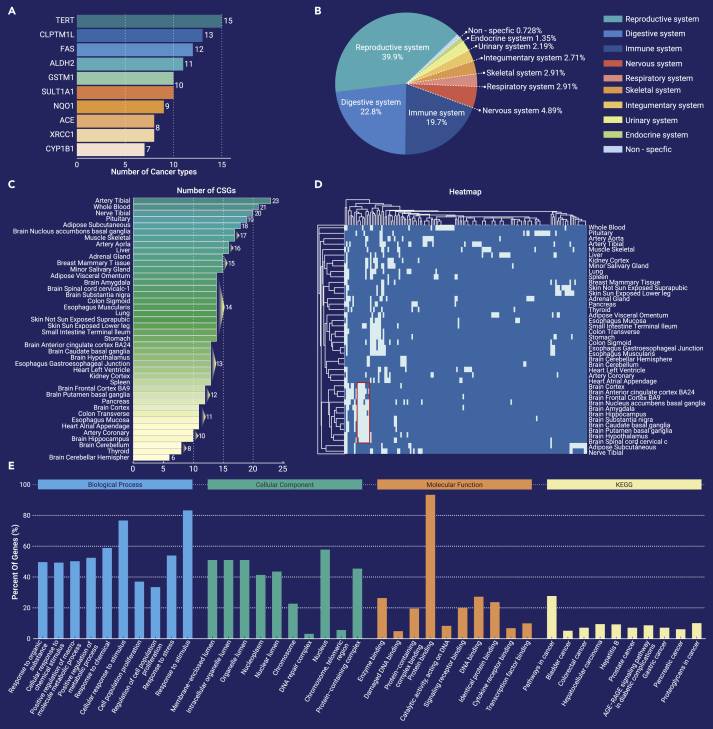 A
TERT
CLPTM1L
FAS
ALDH2
GSTM1
SULT1A1
NQO1
ACE
XRCC1
CYP1B1
15
13
12
11
10
9
8
7
0
5
10
15
Number of Cancer types
B
Reproductive system
39.9%
Digestive system
22.8%
Immune system
19.7%
Non - specfic 0.728%
Endocrine system 1.35%
Urinary system 2.19%
Integumentary system 2.71%
Skeletal system 2.91%
Respiratory system 2.91%
Nervous system 4.89%
Reproductive system
Digestive system
Immune system
Nervous system
Respiratory system
Skeletal system
Integumentary system
Urinary system
Endocrine system
Non - specfic
C
Number of CSGs
Artery Tibial
Whole Blood
Nerve Tibial
Pituitary
Adipose Subcutaneous
Brain Nuclous accumbons basal ganglia
Muscle Skeletal
Artery Aorta
Liver
Adrenal Gland
Breast Mammary T issue
Minor Salivary Gland
Adipose Visceral Omentum
Brain Amygdala
Brain Spinal cord cervicalc-1
Brain Substantia nigra
Colon Sigmoid
Esophagus Muscularis
Lung
Skin Not Sun Exposed Suprapubic
Skin Sun Exposed Lower leg
Small Intestine Terminal Ileum
Stomach
Brain Anterior cingulate cortex BA24
Brain Caudate basal ganglia
Brain Hypothalamus
Esophagus Gastroesophageal Junction
Heart Left Ventricle
Kidney Cortex
Spleen
Brain Frontal Cortex BA9
Brain Putamen basal ganglia
Pancreas
Brain Cortex
Colon Transverse
Esophagus Mucosa
Heart Atrial Appendage
Artery Coronary
Brain Hippocampus
Brain Cerebellum
Thyroid
Brain Cerebellar Hemispher
23
21
20
19
18
17
16
15
14
13
12
11
10
8
6
0
5
10
15
20
25
D
Heatmap
Whole Blood
Pituitary
Artery Aorta
Artery Tibial
Muscle Skeletal
Liver
Kidney Cortex
Minor Salivary Gland
Lung
Spleen
Breast Mammary Tissue
Skin Not Sun Exposed Suprapubic
Skin Sun Exposed Lower leg
Adrenal Gland
Pancreas
Thyroid
Adipose Visceral Omentum
Esophagus Mucosa
Small Intestine Terminal Ileum
Colon Transverse
Stomach
Colon Sigmoid
Esophagus Gastroesophageal Junction
Esophagus Muscularis
Brain Cerebellar Hemisphere
Brain Cerebellum
Heart Left Ventricle
Artery Coronary
Heart Atrial Appendage
Brain Cortex
Brain Anterior cingulate cortex BA24
Brain Frontal Cortex BA9
Brain Nucleus accumbens basal ganglia
Brain Amygdala
Brain Hippocampus
Brain Substantia nigra
Brain Caudate basal ganglia
Brain Putamen basal ganglia
Brain Hypothalamus
Brain Spinal cord cervical c
Adipose Subcutaneous
Nerve Tibial
E
Biological Process
Cellular Component
Molecular Function
KEGG
Percent Of Genes (%)
100
80
60
40
20
0
Response to organic
substance
Cellular response to
chemical stimulus
Positive regulation of macro-
molecule metabolic process
Positive regulation of
metabolic process
Response to chemical
Cellular response to stimulus
Cell population proliferation
Regulation of cell population
proliferation
Response to stress
Response to stimulus
Membrane-enclosed lumen
Intracellular organelle lumen
Organelle lumen
Nucleoplasm
Nuclear lumen
Chromosome
DNA repair complex
Nucleus
Chromosome, telomeric
region
Protein-containing complex
Enzyme binding
Damaged DNA binding
Protein-containing
complex binding
Protein binding
Catalytic activity, acting on DNA
Signaling receptor binding
DNA binding
Identical protein binding
Cytokine receptor binding
Transcription factor binding
Pathways in cancer
Bladder cancer
Colorectal cancer
Hepatocellular carcinoma
Hepatitis B
Prostate cancer
AGE-RAGE signaling pathway
in diabetic complications
Gastric cancer
Pancreatic cancer
Proteoglycans in cancer